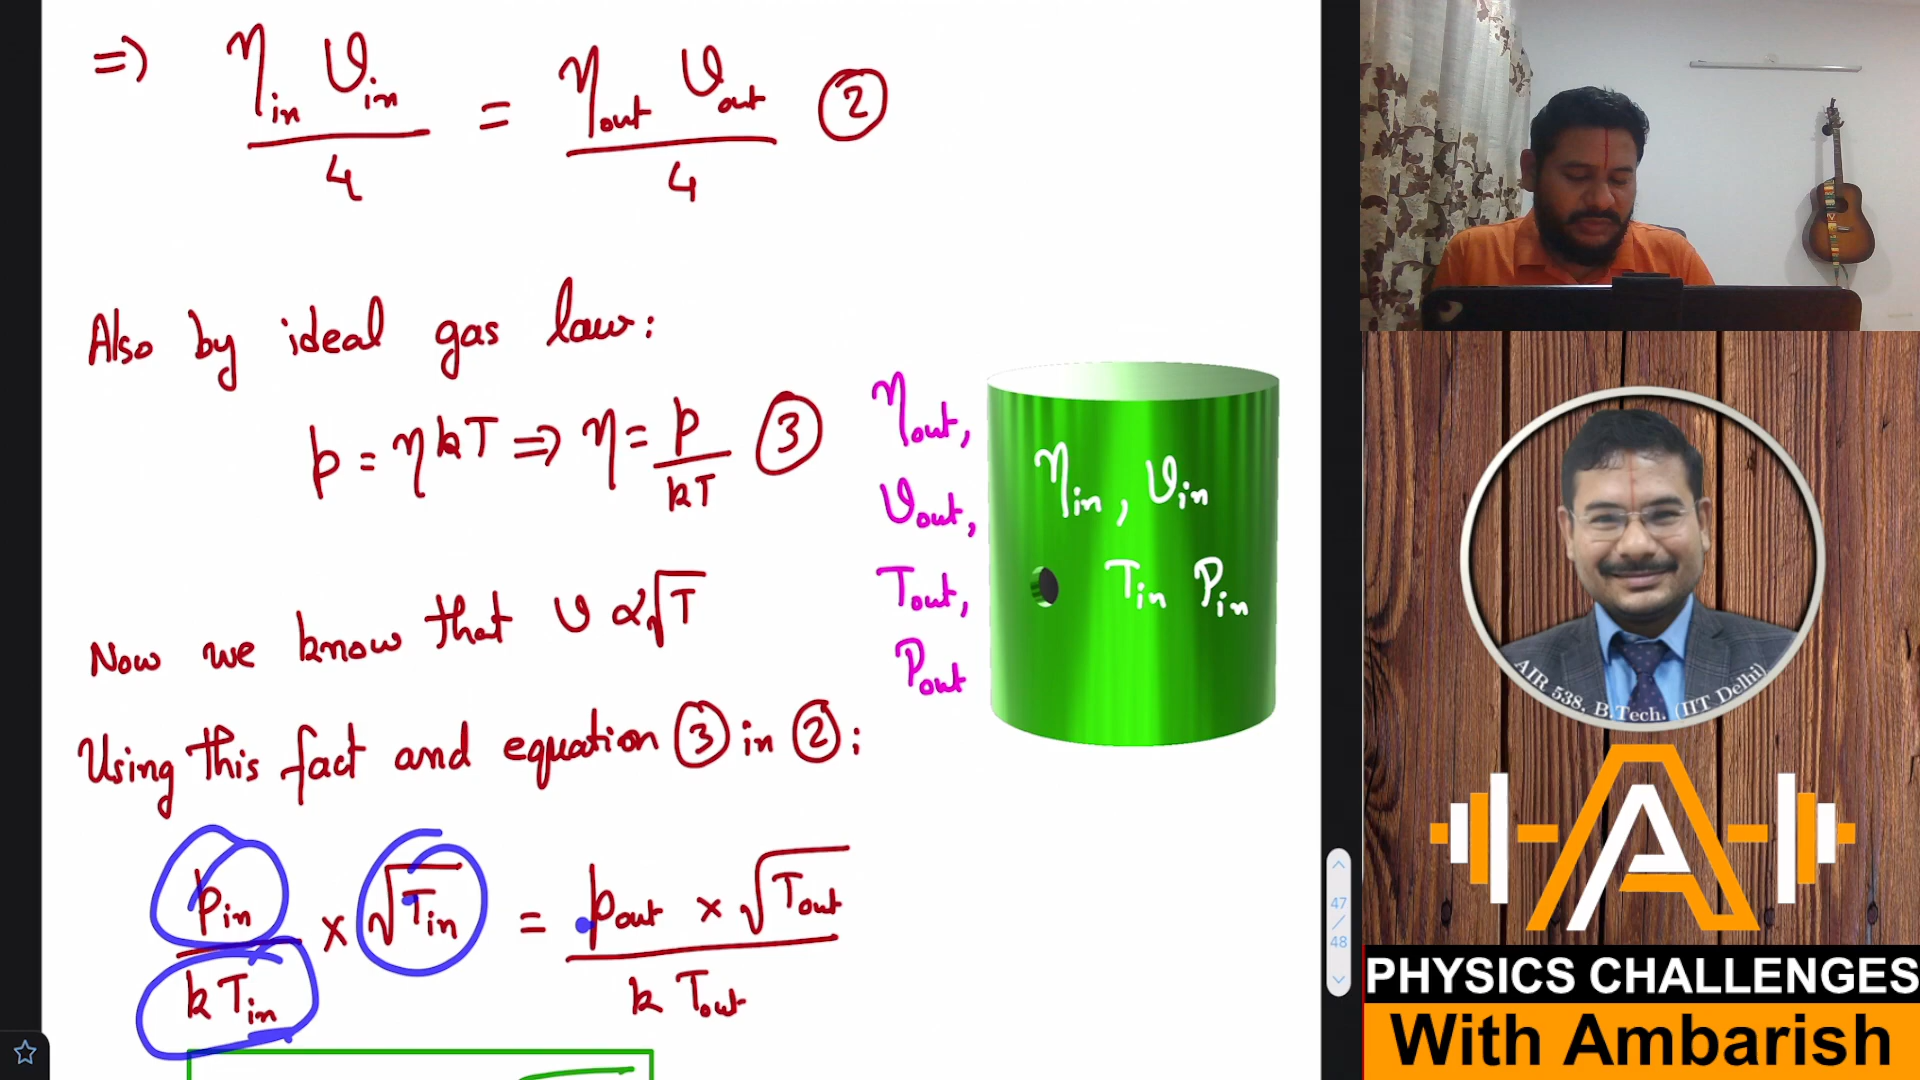 => η_in v_in / 4 = η_out v_out / 4 ②
Also by ideal gas law:
p = ηkT => η = p / kT ③
Now we know that v ∝ √T
Using this fact and equation ③ in ②;
p_in / kT_in × √T_in = p_out × √T_out / k T_out
η_out,
v_out,
T_out,
P_out
η_in, v_in
T_in P_in
47
/
48
AIR 538, B.Tech. (IIT Delhi)
A
PHYSICS CHALLENGES
With Ambarish